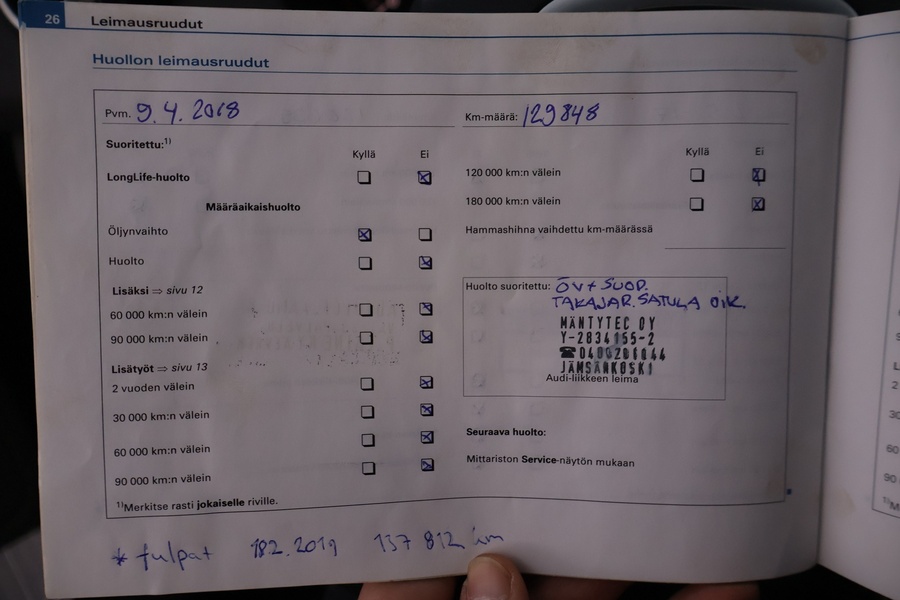 26 Leimausruudut
Huollon leimausruudut
Pvm. 9.4.2018
Km-määrä: 129848
Suoritettu:1)
Kyllä Ei
LongLife-huolto
Määräaikaishuolto
Öljynvaihto
Huolto
Lisäksi ⇒ sivu 12
60 000 km:n välein
90 000 km:n välein
Lisätyöt ⇒ sivu 13
2 vuoden välein
30 000 km:n välein
60 000 km:n välein
90 000 km:n välein
1)Merkitse rasti jokaiselle riville.
Kyllä Ei
120 000 km:n välein
180 000 km:n välein
Hammashihna vaihdettu km-määrässä
Huolto suoritettu: ÖV+SUOD.
TAKAJAR.SATULA OIK.
MÄNTYTEC OY
Y-2834155-2
JÄMSÄNKOSKI
Audi-liikkeen leima
Seuraava huolto:
Mittariston Service-näytön mukaan
* tulpat 18.2.2019 137 812 km